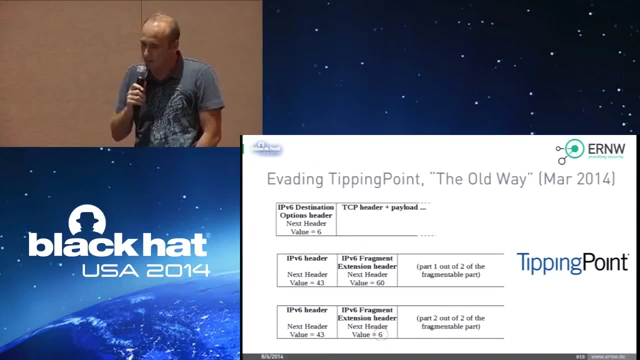 black hat
USA 2014
black hat
ERNW
providing security.
Evading TippingPoint, "The Old Way" (Mar 2014)
IPv6 Destination
Options header
Next Header
Value = 6
TCP header + payload ...
IPv6 header
Next Header
Value = 43
IPv6 Fragment
Extension header
Next Header
Value = 60
(part 1 out of 2 of the
fragmentable part)
IPv6 header
Next Header
Value = 43
IPv6 Fragment
Extension header
Next Header
Value = 6
(part 2 out of 2 of the
fragmentable part)
TippingPoint
8/6/2014
#18
www.ernw.de